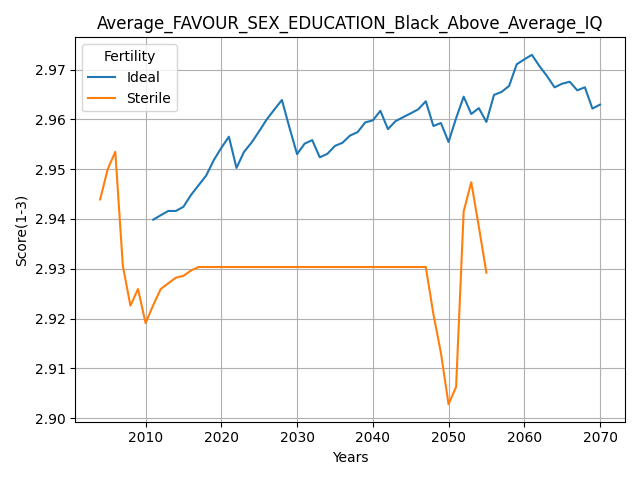 Average_FAVOUR_SEX_EDUCATION_Black_Above_Average_IQ
Fertility
Ideal
Sterile
Score(1-3)
2.97
2.96
2.95
2.94
2.93
2.92
2.91
2.90
2010 2020 2030 2040 2050 2060 2070
Years